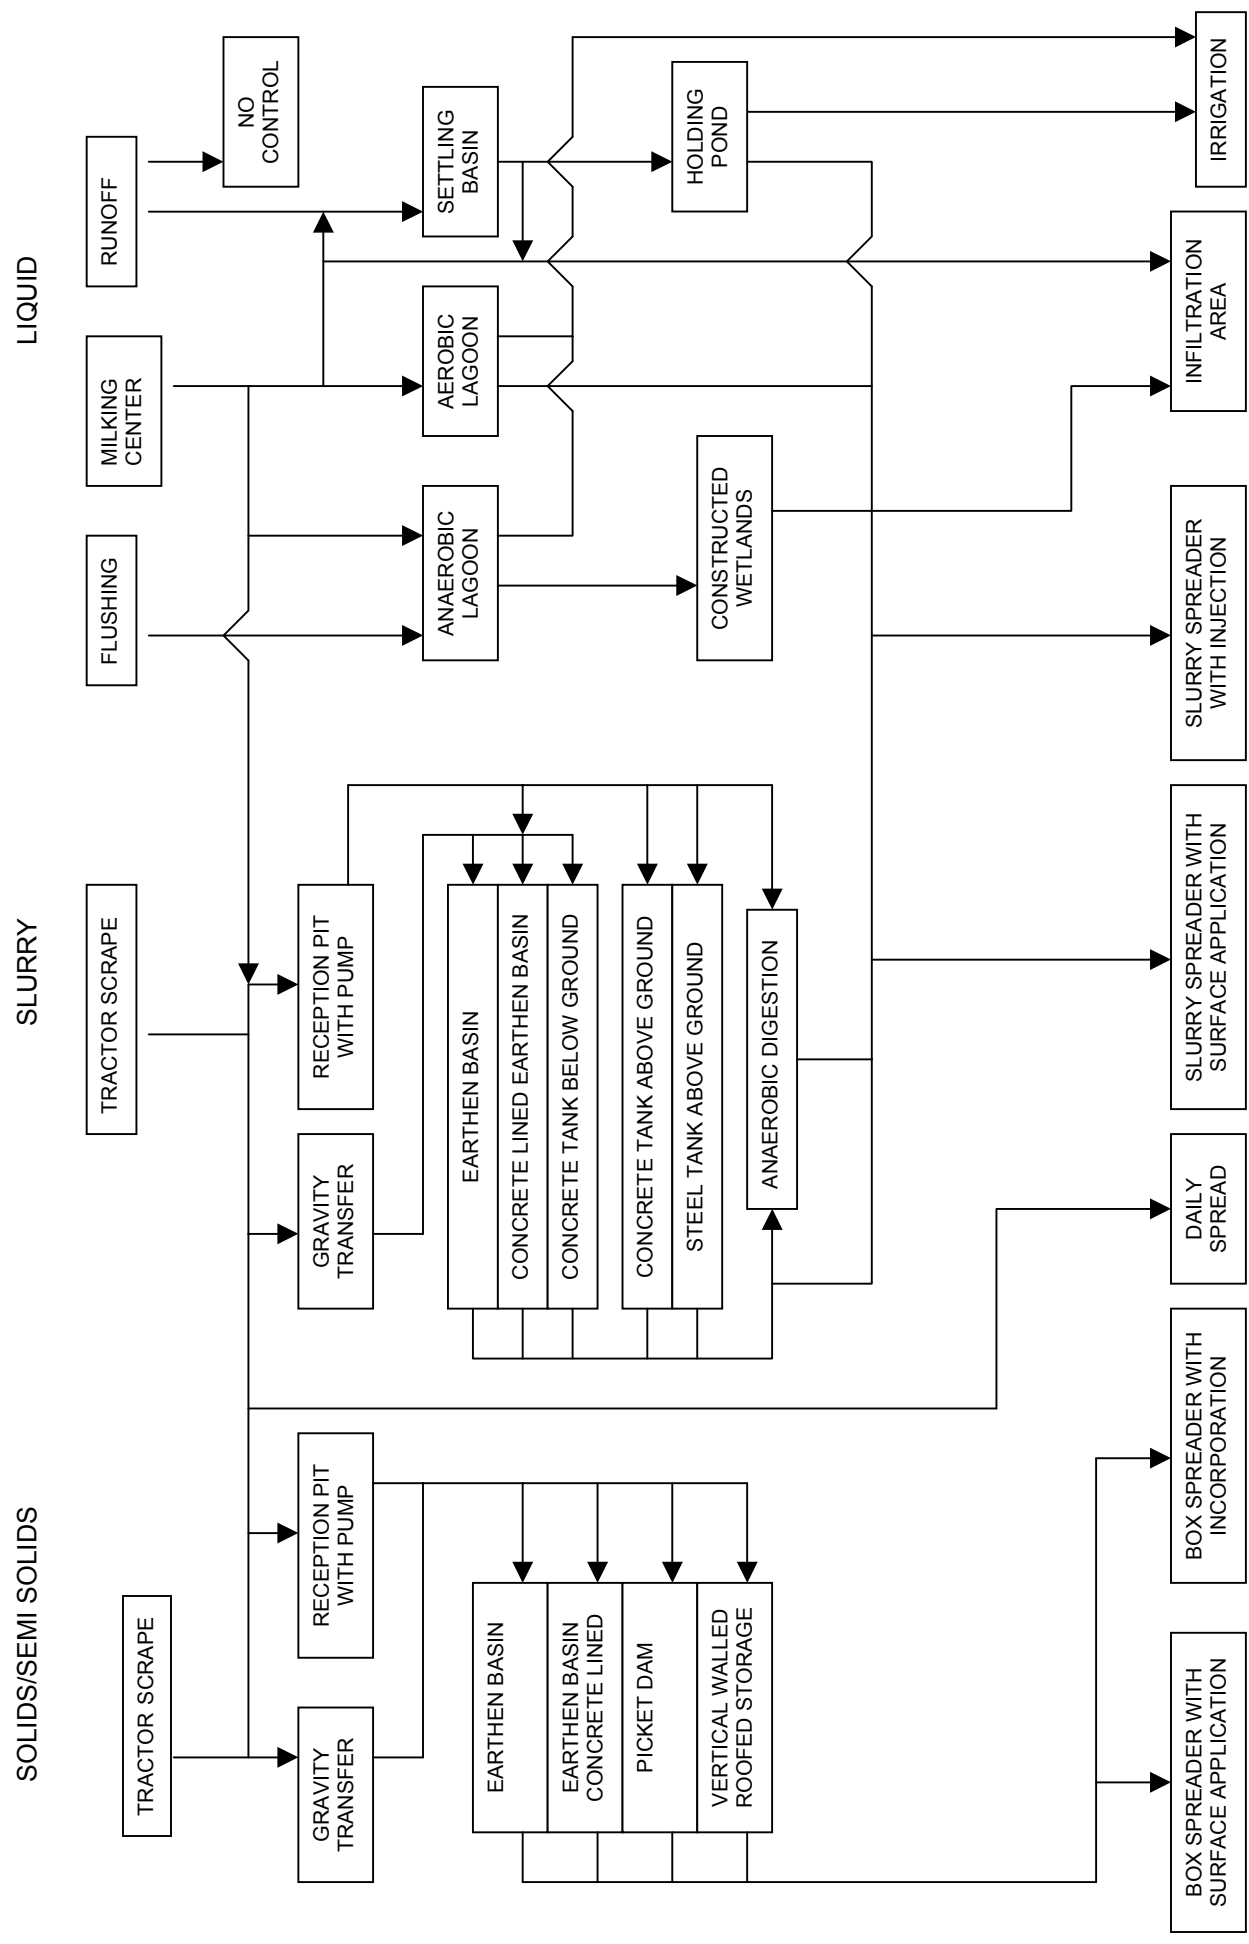 SOLIDS/SEMI SOLIDS
SLURRY
LIQUID
TRACTOR SCRAPE
TRACTOR SCRAPE
FLUSHING
MILKING
CENTER
RUNOFF
NO
CONTROL
GRAVITY
TRANSFER
RECEPTION PIT
WITH PUMP
GRAVITY
TRANSFER
RECEPTION PIT
WITH PUMP
ANAEROBIC
LAGOON
AEROBIC
LAGOON
SETTLING
BASIN
EARTHEN BASIN
EARTHEN BASIN
CONCRETE LINED
PICKET DAM
VERTICAL WALLED
ROOFED STORAGE
EARTHEN BASIN
CONCRETE LINED EARTHEN BASIN
CONCRETE TANK BELOW GROUND
CONCRETE TANK ABOVE GROUND
STEEL TANK ABOVE GROUND
ANAEROBIC DIGESTION
CONSTRUCTED
WETLANDS
HOLDING
POND
BOX SPREADER WITH
SURFACE APPLICATION
BOX SPREADER WITH
INCORPORATION
DAILY
SPREAD
SLURRY SPREADER WITH
SURFACE APPLICATION
SLURRY SPREADER
WITH INJECTION
INFILTRATION
AREA
IRRIGATION